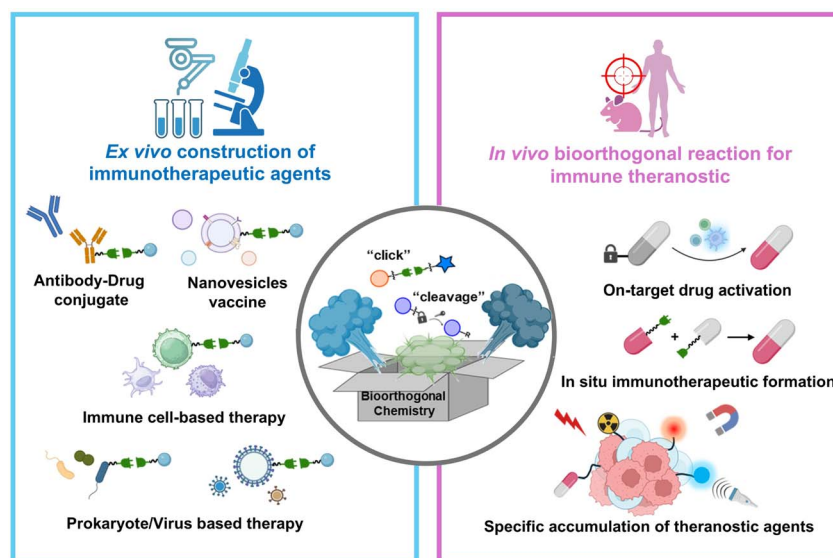 Ex vivo construction of
immunotherapeutic agents
Antibody-Drug
conjugate
Nanovesicles
vaccine
Immune cell-based therapy
Prokaryote/Virus based therapy
“click”
“cleavage”
R
Bioorthogonal
Chemistry
In vivo bioorthogonal reaction for
immune theranostic
On-target drug activation
+
In situ immunotherapeutic formation
Specific accumulation of theranostic agents